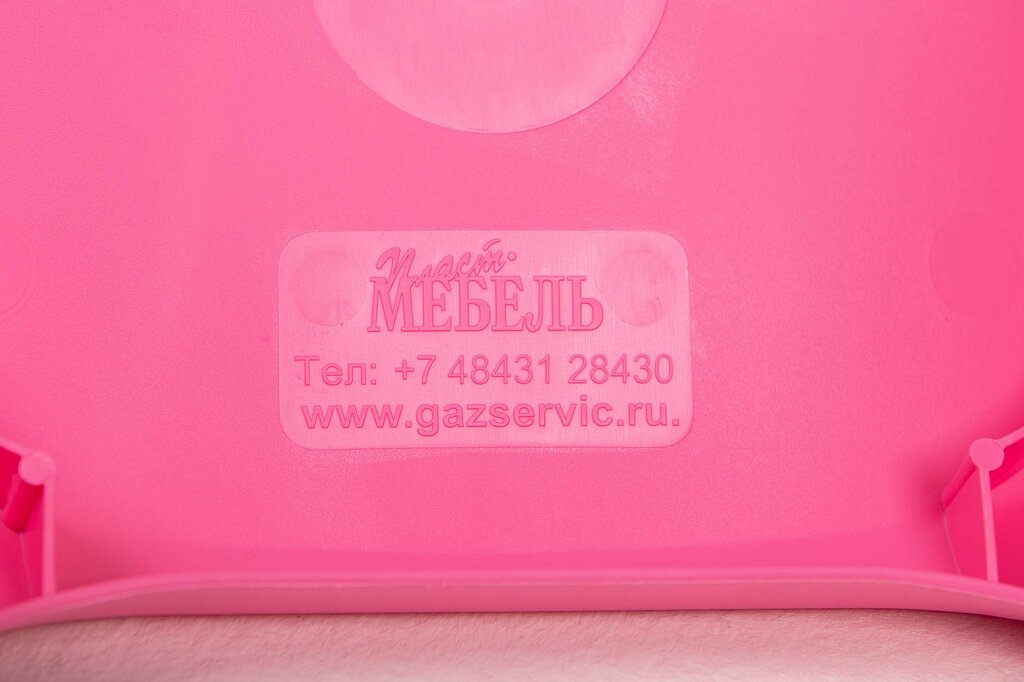 Пласт·
МЕБЕЛЬ
Тел: +7 48431 28430
www.gazservic.ru.